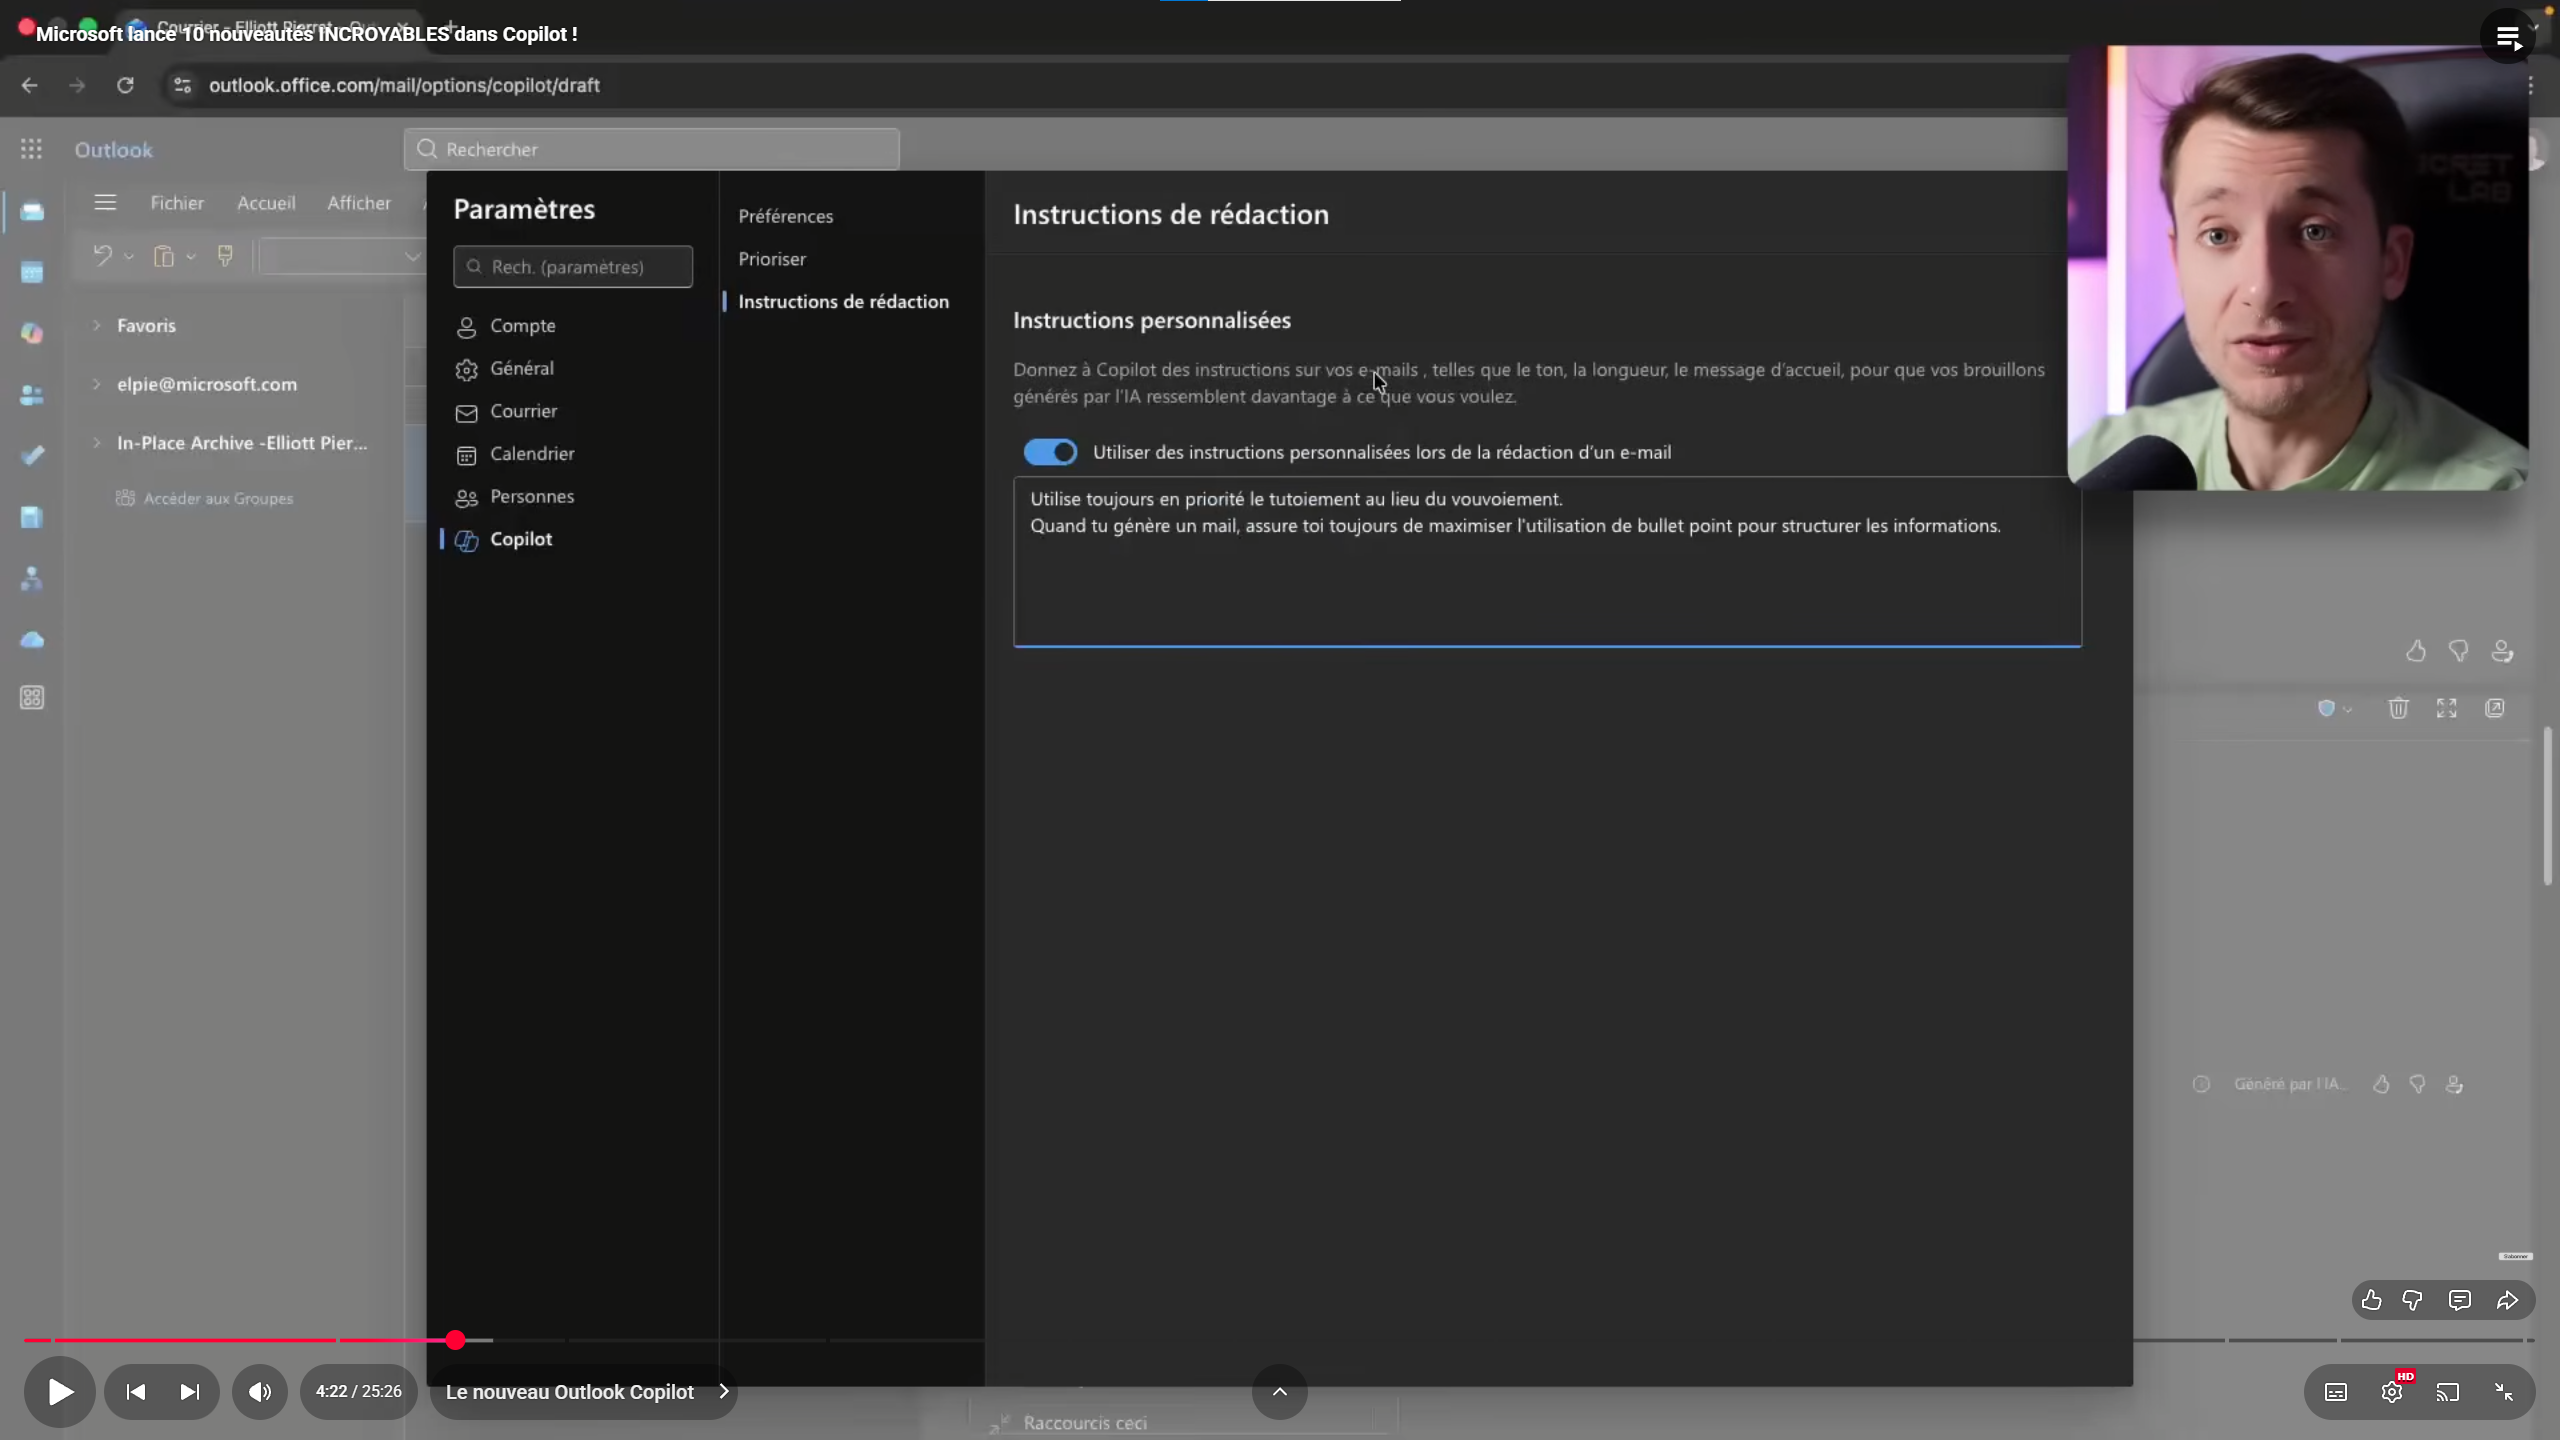 Microsoft lance 10 nouveautés INCROYABLES dans Copilot !
outlook.office.com/mail/options/copilot/draft
Outlook
Rechercher
Fichier
Accueil
Afficher
Favoris
elpie@microsoft.com
In-Place Archive -Elliott Pier...
Accéder aux Groupes
Paramètres
Rech. (paramètres)
Compte
Général
Courrier
Calendrier
Personnes
Copilot
Préférences
Prioriser
Instructions de rédaction
Instructions de rédaction
Instructions personnalisées
Donnez à Copilot des instructions sur vos e-mails , telles que le ton, la longueur, le message d'accueil, pour que vos brouillons
générés par l'IA ressemblent davantage à ce que vous voulez.
Utiliser des instructions personnalisées lors de la rédaction d'un e-mail
Utilise toujours en priorité le tutoiement au lieu du vouvoiement.
Quand tu génère un mail, assure toi toujours de maximiser l'utilisation de bullet point pour structurer les informations.
LAB
Généré par l'IA...
S'abonner
4:22 / 25:26
Le nouveau Outlook Copilot
HD
Raccourcis ceci